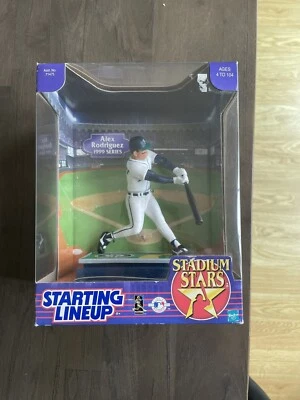 AGES
4 TO 104
Alex
Rodriguez
1999 SERIES
STADIUM
STARS
STARTING
LINEUP